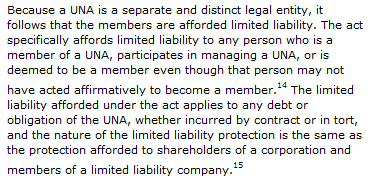 Because a UNA is a separate and distinct legal entity, it
follows that the members are afforded limited liability. The act
specifically affords limited liability to any person who is a
member of a UNA, participates in managing a UNA, or is
deemed to be a member even though that person may not
have acted affirmatively to become a member.14 The limited
liability afforded under the act applies to any debt or
obligation of the UNA, whether incurred by contract or in tort,
and the nature of the limited liability protection is the same as
the protection afforded to shareholders of a corporation and
members of a limited liability company.15